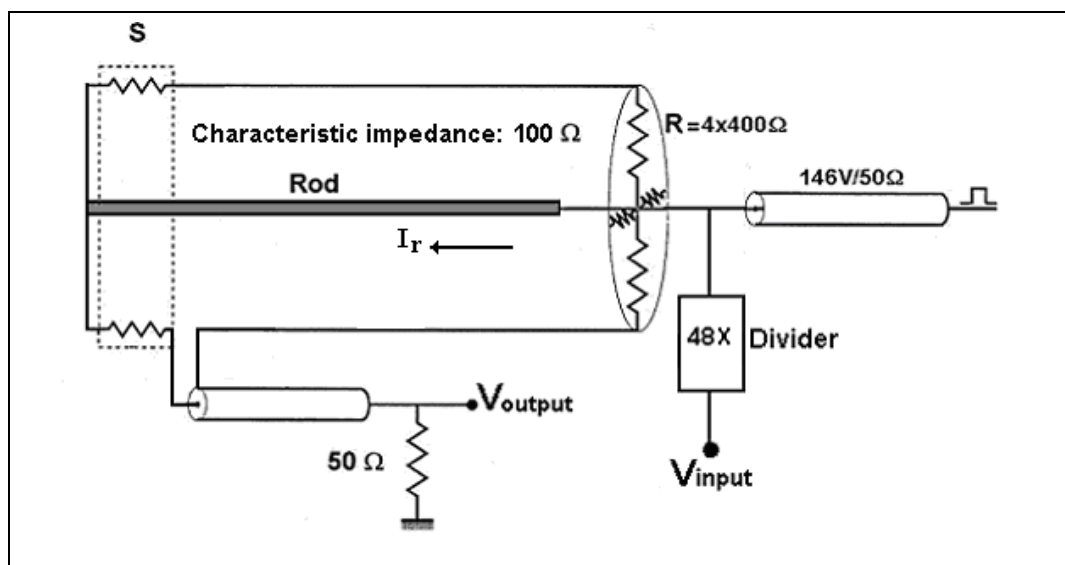 S
Characteristic impedance: 100 Ω
R=4x400Ω
146V/50Ω
Rod
Ir
48X
Divider
Voutput
50 Ω
Vinput